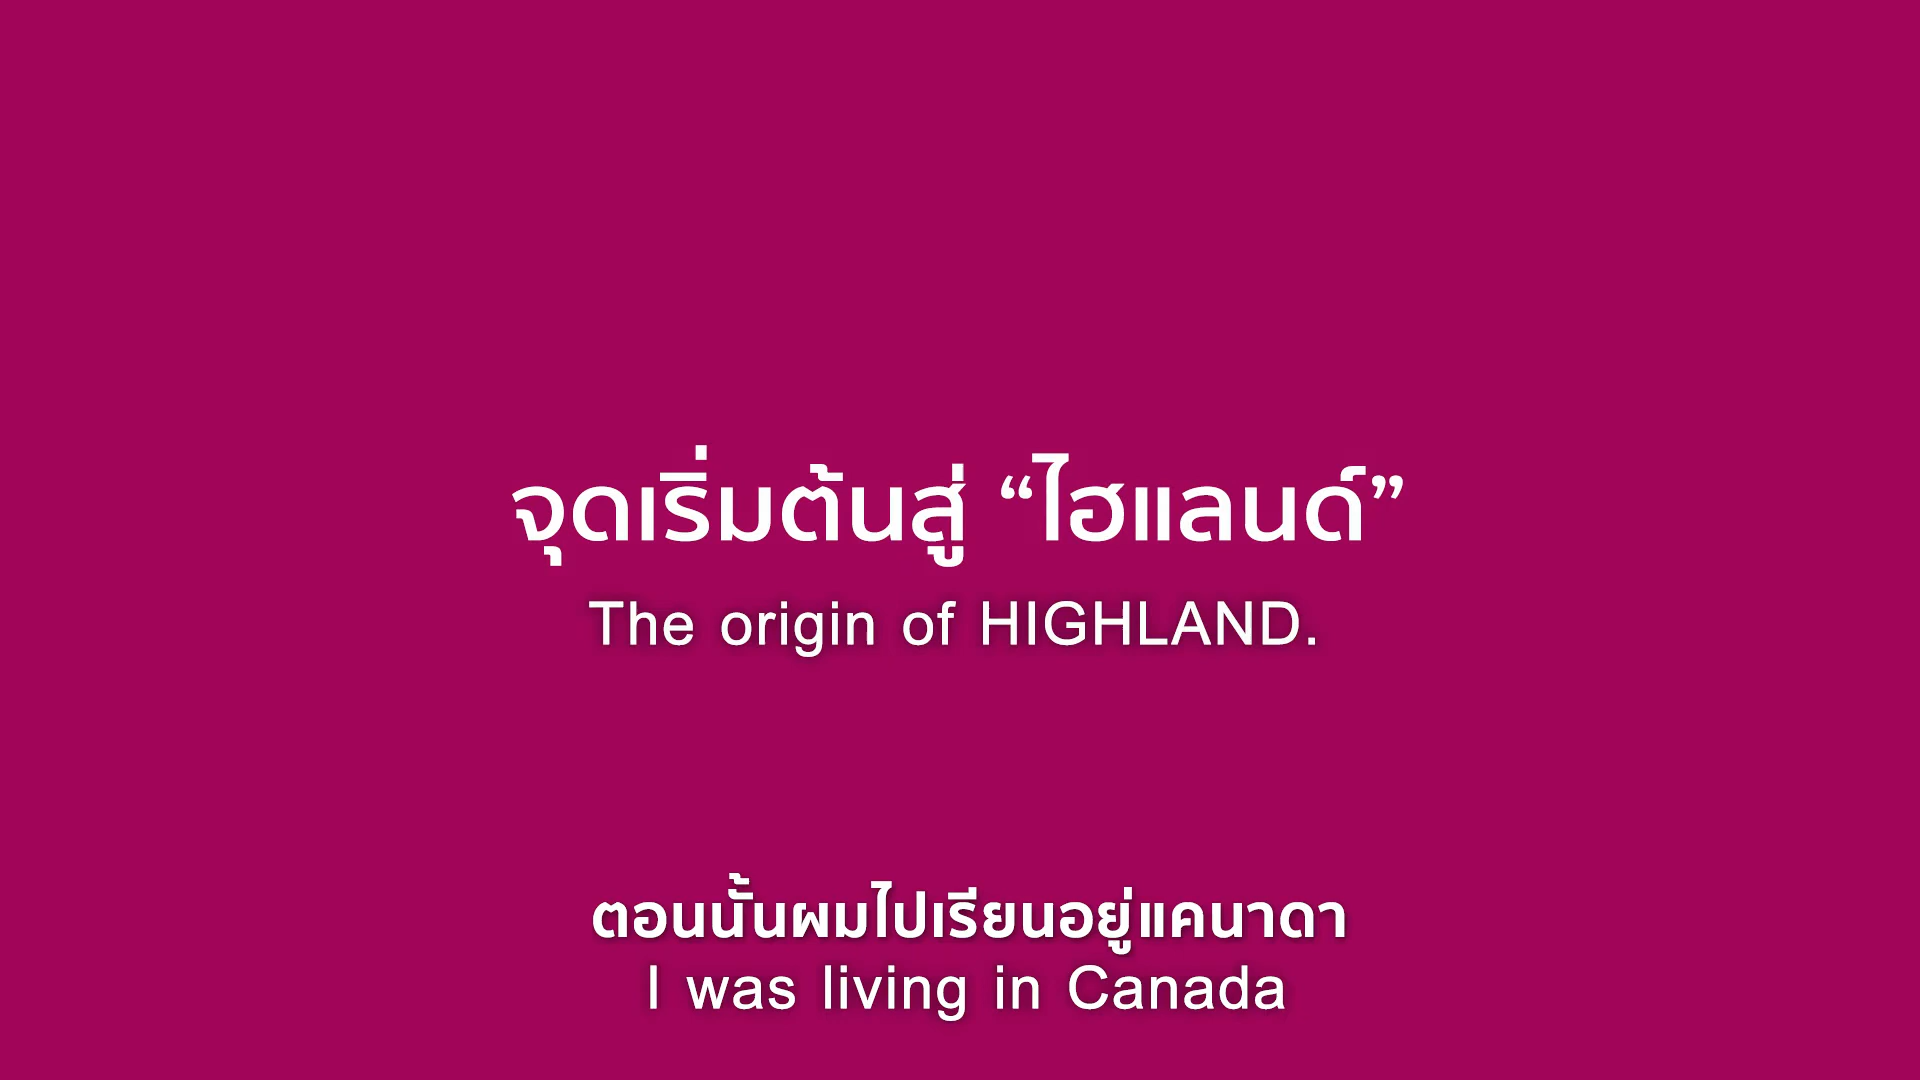 จุดเริ่มต้นสู่ “ไฮแลนด์”
The origin of HIGHLAND.
ตอนนั้นผมไปเรียนอยู่แคนาดา
I was living in Canada